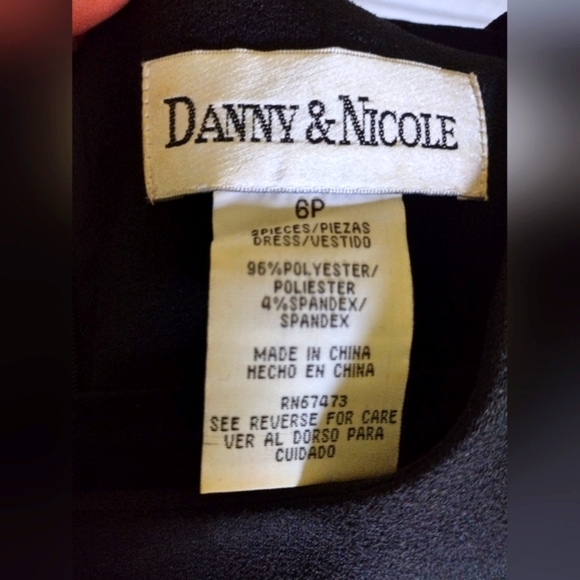 DANNY & NICOLE
6P
2PIECES/PIEZAS
DRESS/VESTIDO
96%POLYESTER/
POLIESTER
4%SPANDEX/
SPANDEX
MADE IN CHINA
HECHO EN CHINA
RN67473
SEE REVERSE FOR CARE
VER AL DORSO PARA
CUIDADO